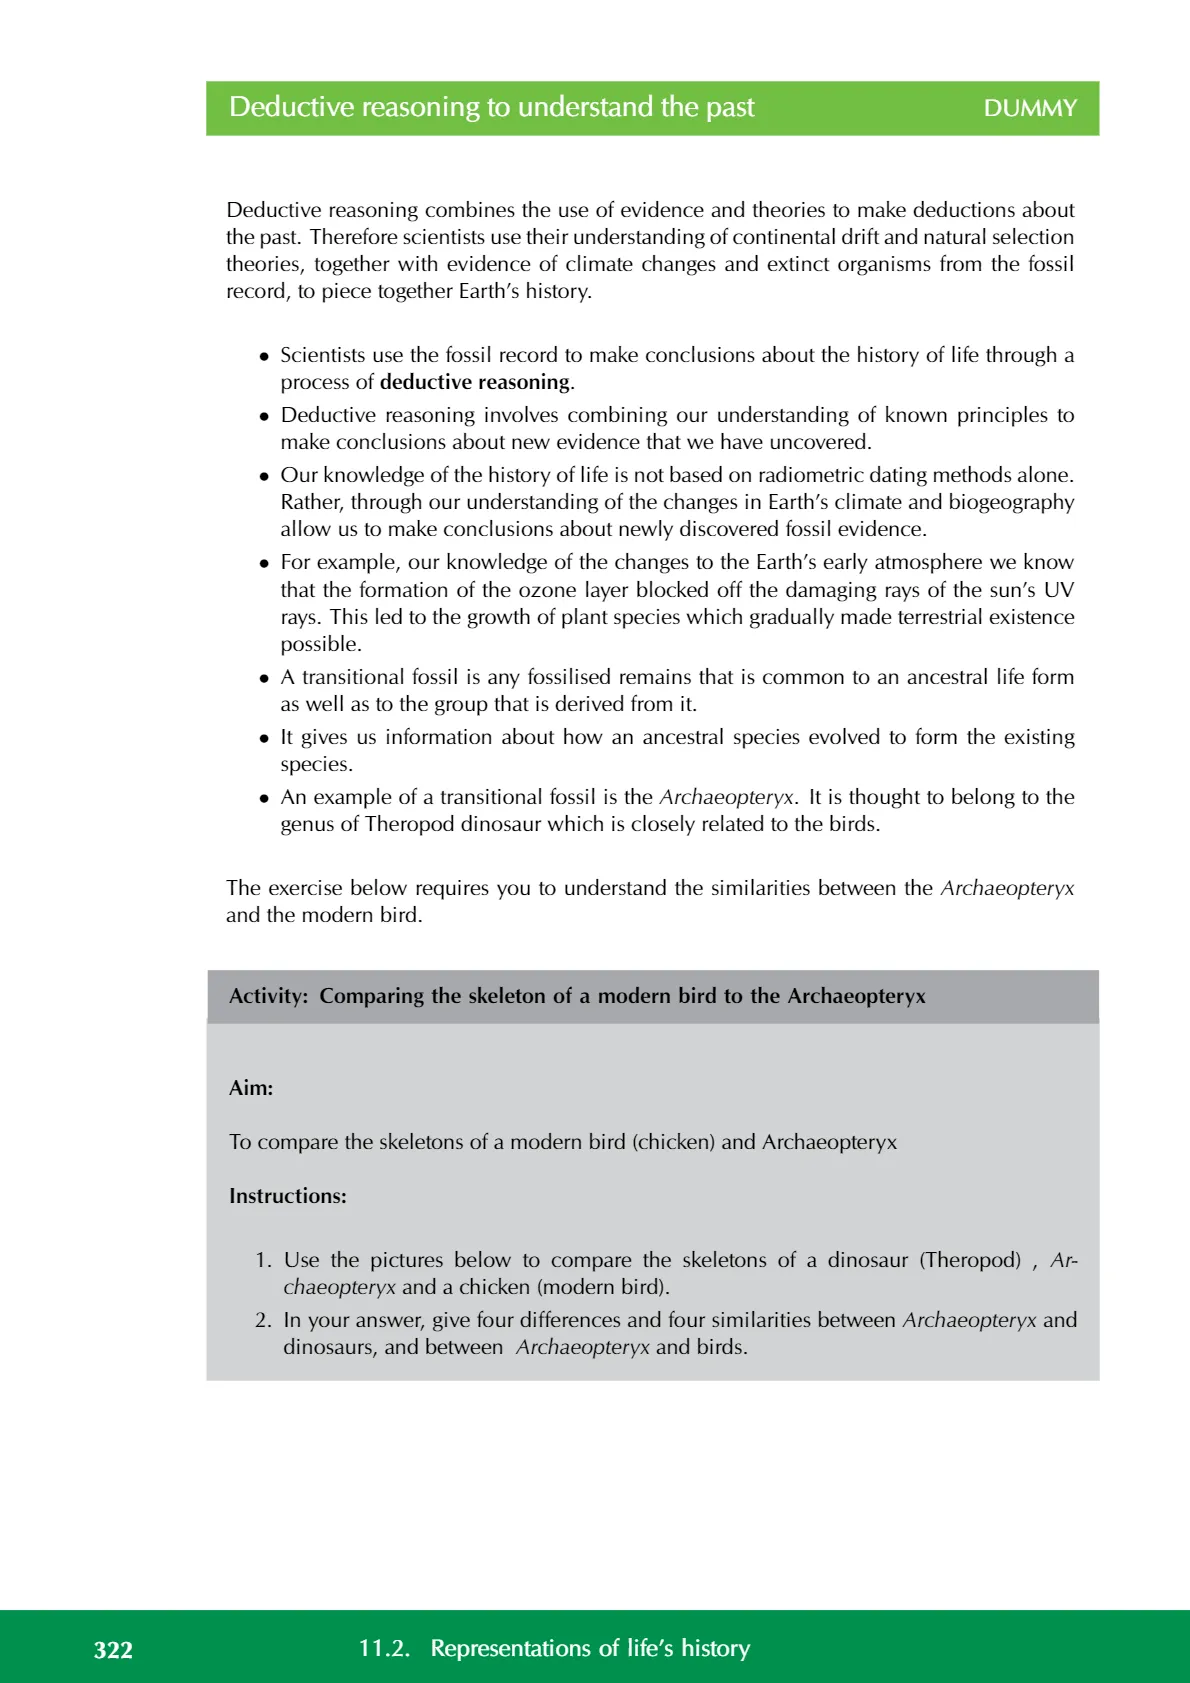 Deductive reasoning to understand the past DUMMY
Deductive reasoning combines the use of evidence and theories to make deductions about
the past. Therefore scientists use their understanding of continental drift and natural selection
theories, together with evidence of climate changes and extinct organisms from the fossil
record, to piece together Earth's history.
• Scientists use the fossil record to make conclusions about the history of life through a
process of deductive reasoning.
• Deductive reasoning involves combining our understanding of known principles to
make conclusions about new evidence that we have uncovered.
• Our knowledge of the history of life is not based on radiometric dating methods alone.
Rather, through our understanding of the changes in Earth's climate and biogeography
allow us to make conclusions about newly discovered fossil evidence.
• For example, our knowledge of the changes to the Earth's early atmosphere we know
that the formation of the ozone layer blocked off the damaging rays of the sun's UV
rays. This led to the growth of plant species which gradually made terrestrial existence
possible.
• A transitional fossil is any fossilised remains that is common to an ancestral life form
as well as to the group that is derived from it.
• It gives us information about how an ancestral species evolved to form the existing
species.
• An example of a transitional fossil is the Archaeopteryx. It is thought to belong to the
genus of Theropod dinosaur which is closely related to the birds.
The exercise below requires you to understand the similarities between the Archaeopteryx
and the modern bird.
Activity: Comparing the skeleton of a modern bird to the Archaeopteryx
Aim:
To compare the skeletons of a modern bird (chicken) and Archaeopteryx
Instructions:
1. Use the pictures below to compare the skeletons of a dinosaur (Theropod) , Ar-
chaeopteryx and a chicken (modern bird).
2. In your answer, give four differences and four similarities between Archaeopteryx and
dinosaurs, and between Archaeopteryx and birds.
322 11.2. Representations of life's history